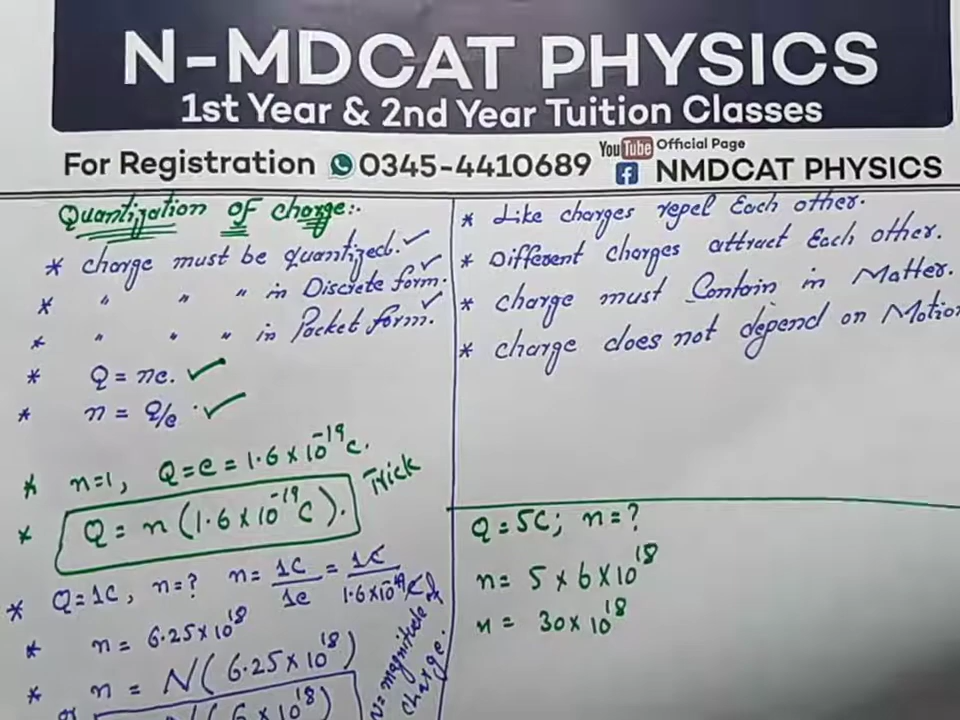 N-MDCAT PHYSICS
1st Year & 2nd Year Tuition Classes
For Registration 0345-4410689 YouTube Official Page
NMDCAT PHYSICS
Quantization of charge:-
* charge must be quantized. ✓
* " " " in Discrete form. ✓
* " " " in Packet form. ✓
* Q = ne. ✓
* n = Q/e . ✓
* n=1, Q=e = 1.6 × 10⁻¹⁹C.
* Q = n (1.6 × 10⁻¹⁹C). Trick
* Q = 1C, n=? n = 1C/1e = 1C/1.6×10⁻¹⁹C
* n = 6.25×10¹⁸
* n = N(6.25×10¹⁸)
N = magnitude of
charge.
(6 × 10¹⁸)
* Like charges repel Each other.
* Different charges attract Each other.
* charge must Contain in Matter.
* charge does not depend on Motion
Q = 5C; n=?
n = 5 × 6 × 10¹⁸
n = 30 × 10¹⁸